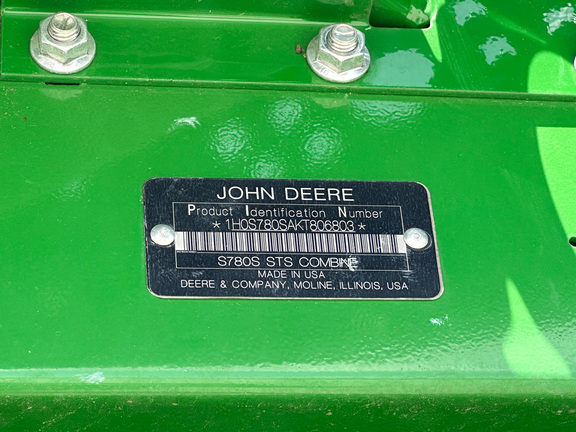 JOHN DEERE
Product Identification Number
*1H0S780SAKT806803*
S780S STS COMBINE
MADE IN USA
DEERE & COMPANY, MOLINE, ILLINOIS, USA